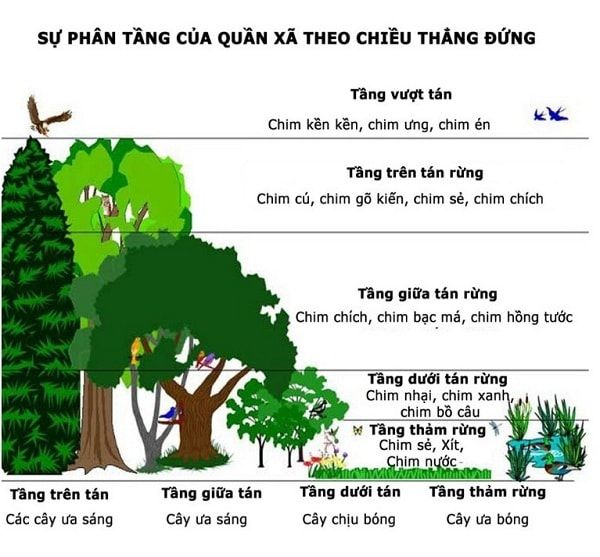 SỰ PHÂN TẦNG CỦA QUẦN XÃ THEO CHIỀU THẲNG ĐỨNG
Tầng vượt tán
Chim kền kền, chim ưng, chim én
Tầng trên tán rừng
Chim cú, chim gõ kiến, chim sẻ, chim chích
Tầng giữa tán rừng
Chim chích, chim bạc má, chim hồng tước
Tầng dưới tán rừng
Chim nhại, chim xanh,
chim bồ câu
Tầng thảm rừng
Chim sẻ, Xít,
Chim nước
Tầng trên tán
Các cây ưa sáng
Tầng giữa tán
Cây ưa sáng
Tầng dưới tán
Cây chịu bóng
Tầng thảm rừng
Cây ưa bóng